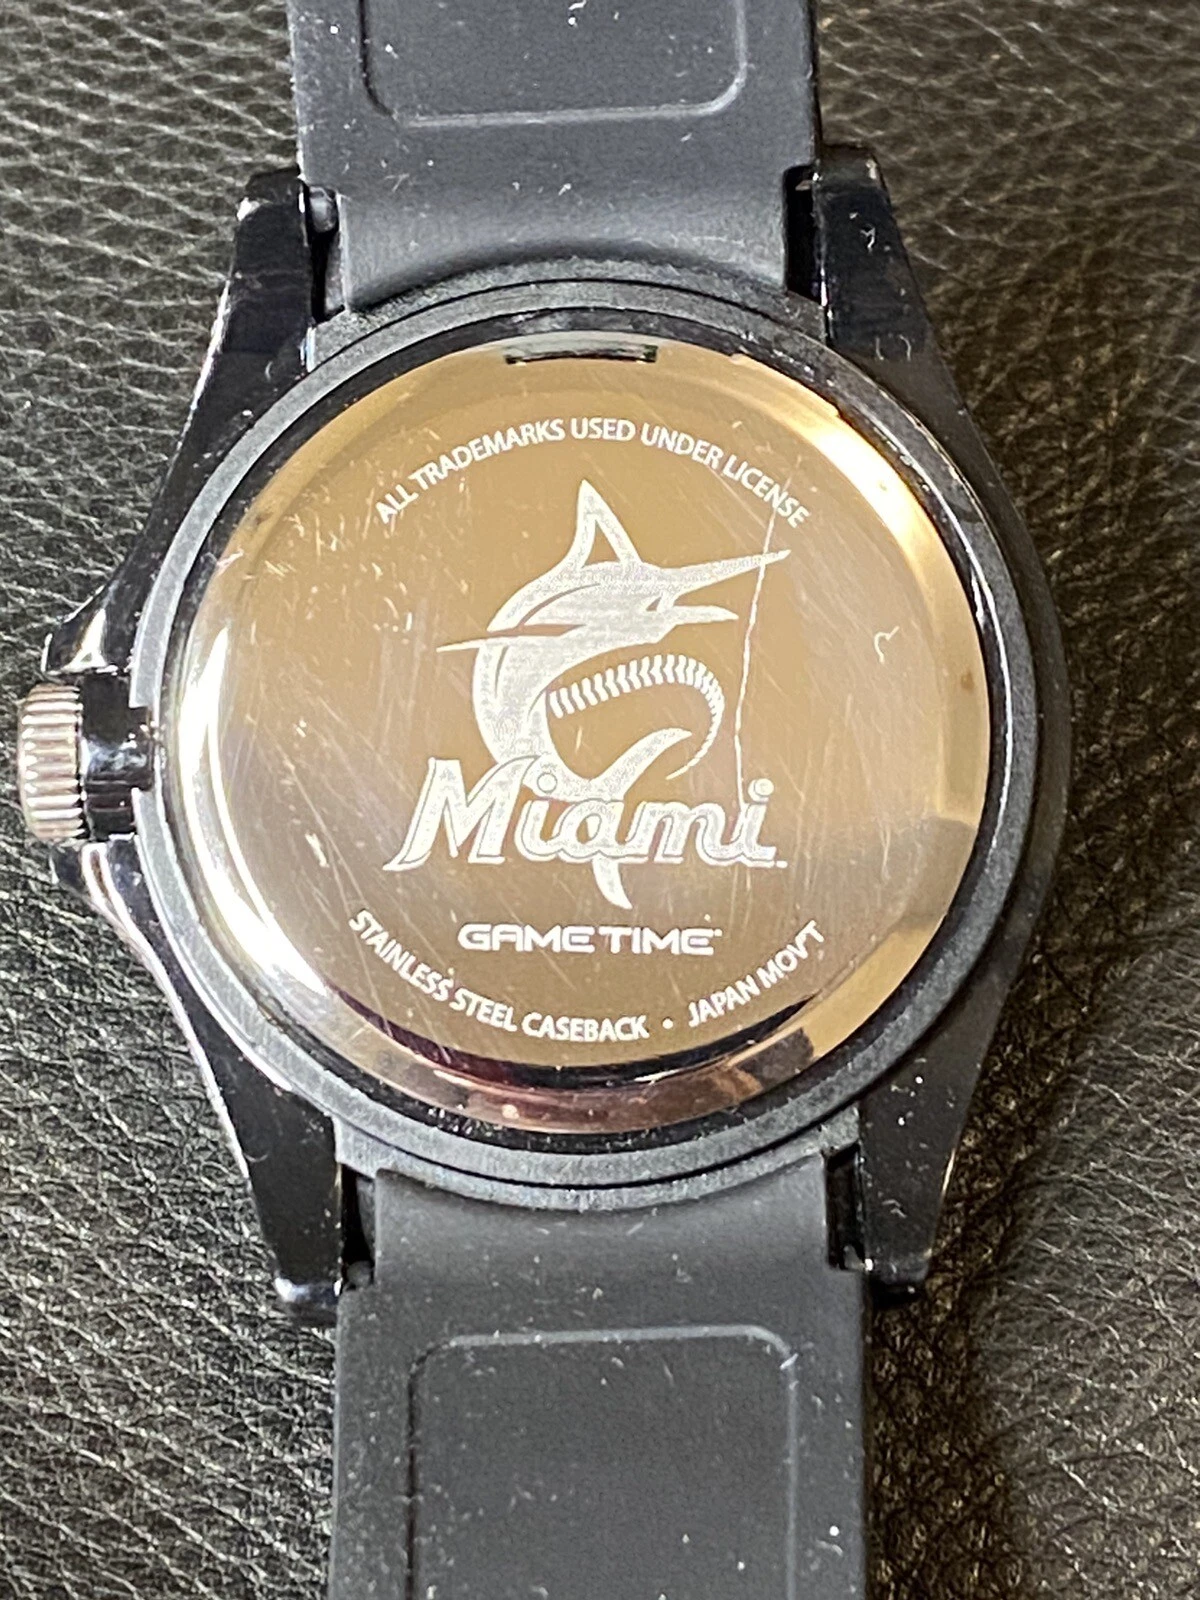 ALL TRADEMARKS USED UNDER LICENSE
Miami
GAMETIME
STAINLESS STEEL CASEBACK • JAPAN MOV'T